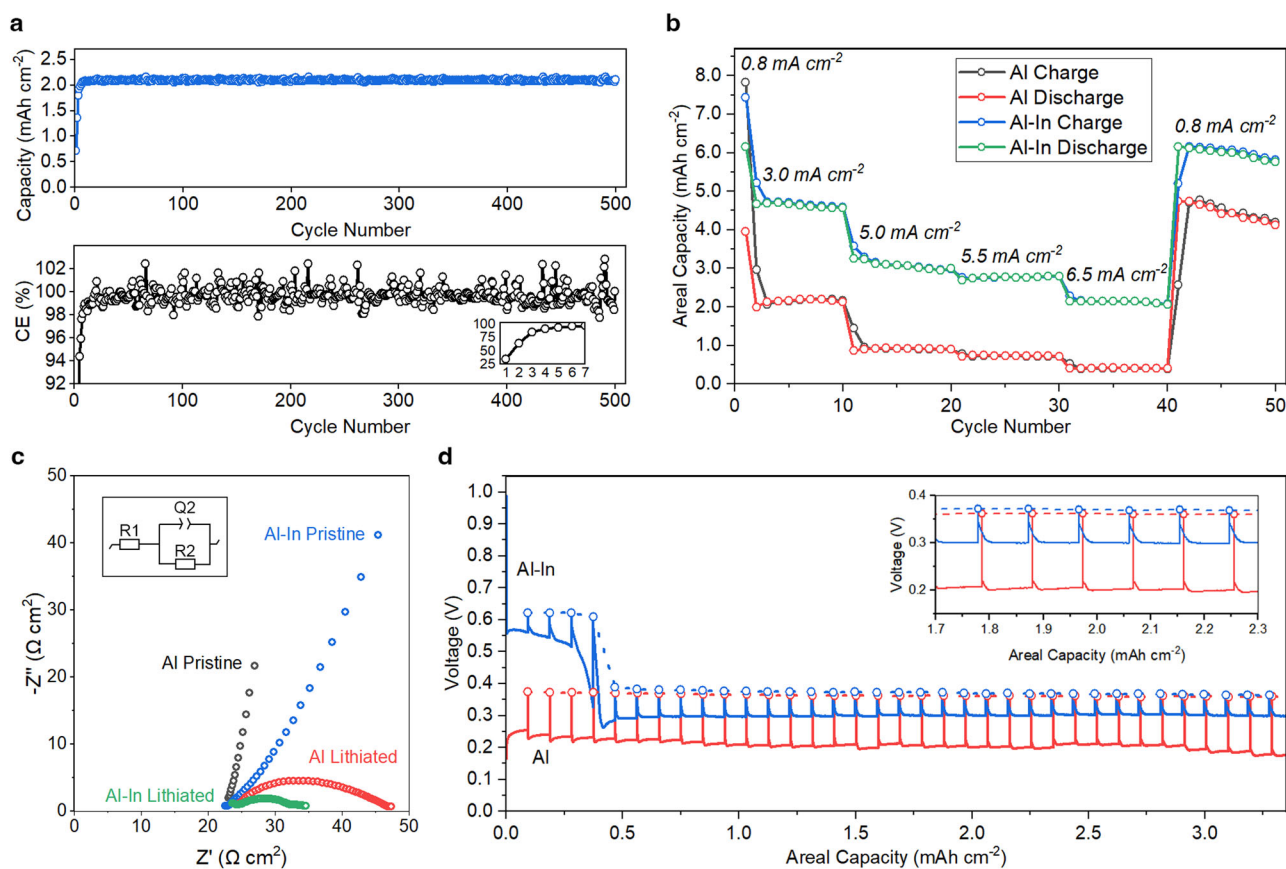 a
Capacity (mAh cm⁻²)
2.5
2.0
1.5
1.0
0.5
0.0
0 100 200 300 400 500
Cycle Number
CE (%)
102
100
98
96
94
92
100
75
50
25
1 2 3 4 5 6 7
0 100 200 300 400 500
Cycle Number
b
Areal Capacity (mAh cm⁻²)
8.0
7.0
6.0
5.0
4.0
3.0
2.0
1.0
0.0
0.8 mA cm⁻²
3.0 mA cm⁻²
5.0 mA cm⁻²
5.5 mA cm⁻²
6.5 mA cm⁻²
0.8 mA cm⁻²
Al Charge
Al Discharge
Al-In Charge
Al-In Discharge
0 10 20 30 40 50
Cycle Number
c
-Z" (Ω cm²)
50
40
30
20
10
0
R1
Q2
R2
Al-In Pristine
Al Pristine
Al Lithiated
Al-In Lithiated
0 10 20 30 40 50
Z' (Ω cm²)
d
Voltage (V)
1.0
0.9
0.8
0.7
0.6
0.5
0.4
0.3
0.2
0.1
0.0
Al-In
Al
0.0 0.5 1.0 1.5 2.0 2.5 3.0
Areal Capacity (mAh cm⁻²)
Voltage (V)
0.4
0.3
0.2
1.7 1.8 1.9 2.0 2.1 2.2 2.3
Areal Capacity (mAh cm⁻²)